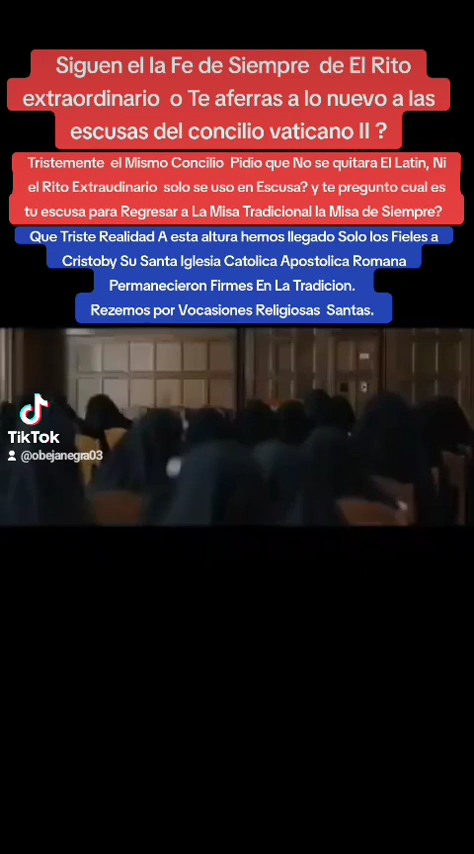 Siguen el la Fe de Siempre de El Rito
extraordinario o Te aferras a lo nuevo a las
escusas del concilio vaticano II ?
Tristemente el Mismo Concilio Pidio que No se quitara El Latin, Ni
el Rito Extraudinario solo se uso en Escusa? y te pregunto cual es
tu escusa para Regresar a La Misa Tradicional la Misa de Siempre?
Que Triste Realidad A esta altura hemos llegado Solo los Fieles a
Cristoby Su Santa Iglesia Catolica Apostolica Romana
Permanecieron Firmes En La Tradicion.
Rezemos por Vocasiones Religiosas Santas.
TikTok
@obejanegra03